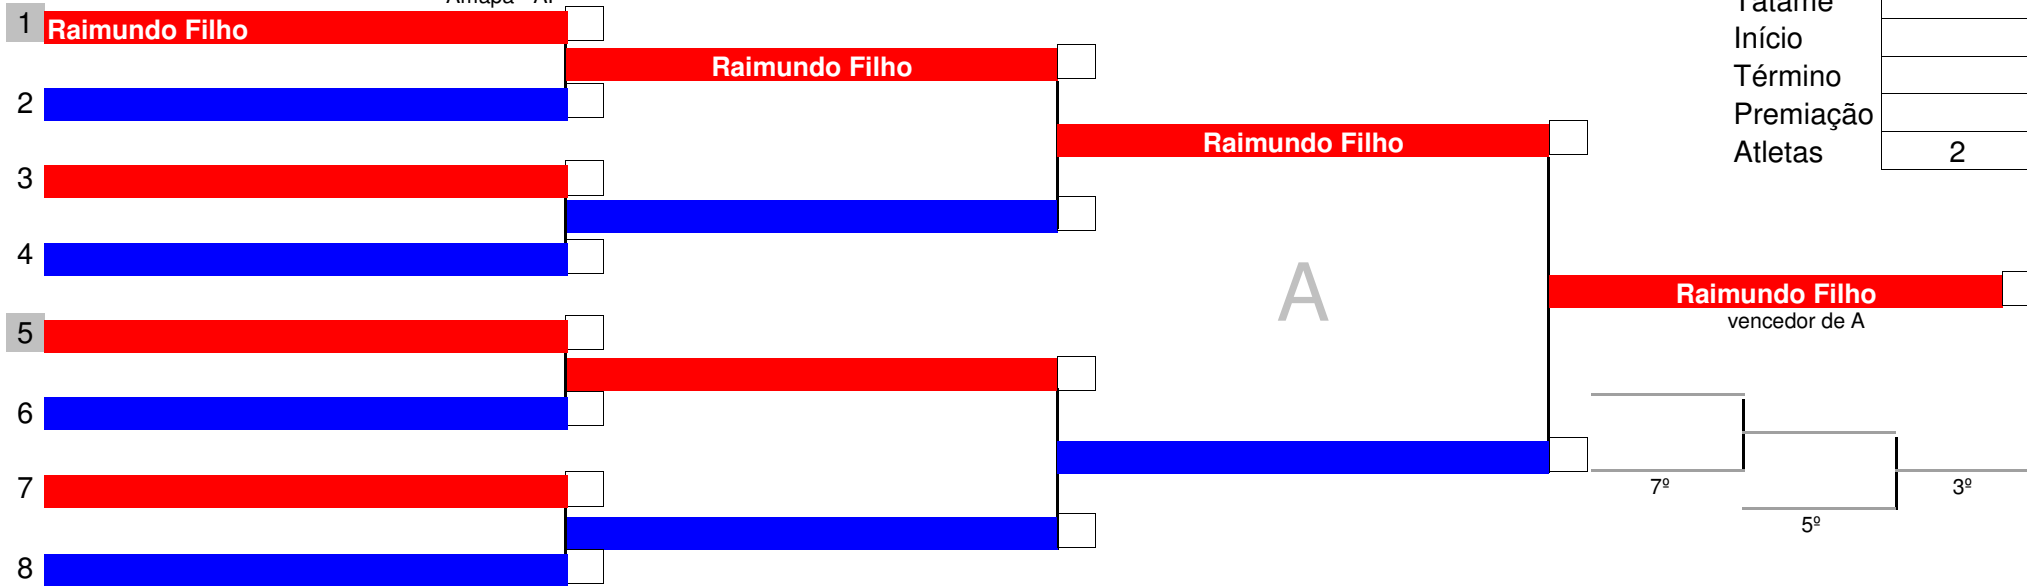 1
Raimundo Filho
Raimundo Filho
2
Raimundo Filho
3
4
A
Raimundo Filho
vencedor de A
5
6
7
8
7º
5º
3º
Tatame
Início
Término
Premiação
Atletas 2